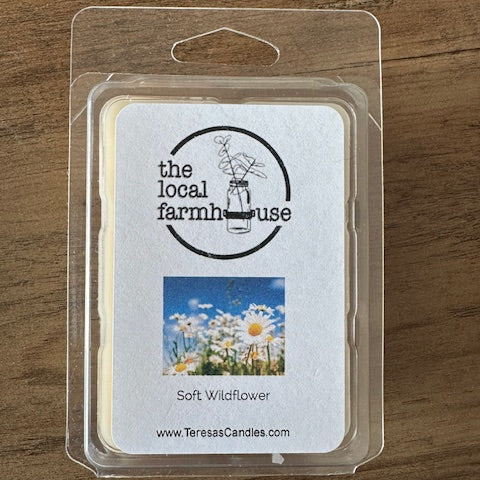 the
local
farmhouse
Soft Wildflower
www.TeresasCandles.com